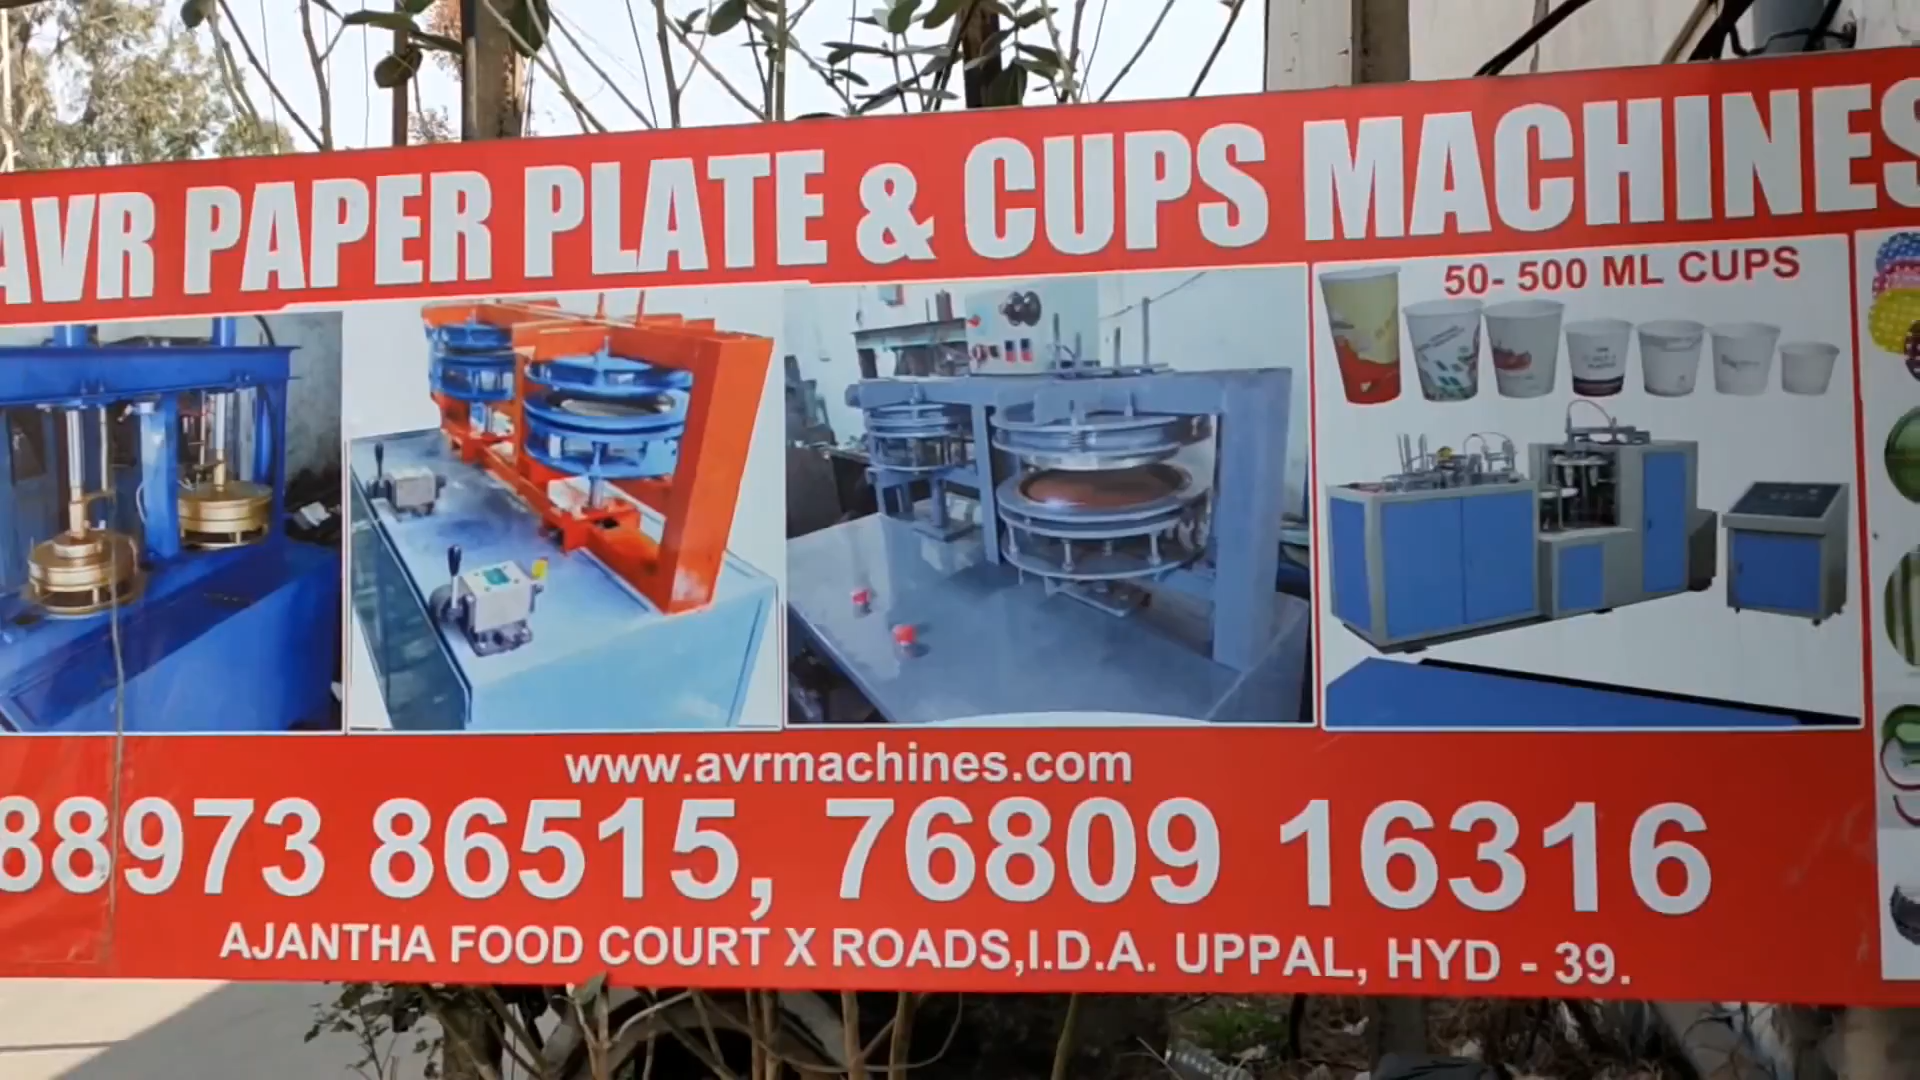 AVR PAPER PLATE & CUPS MACHINES
50- 500 ML CUPS
www.avrmachines.com
88973 86515, 76809 16316
AJANTHA FOOD COURT X ROADS,I.D.A. UPPAL, HYD - 39.